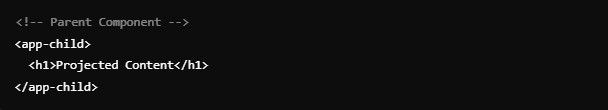 <!-- Parent Component -->
<app-child>
  <h1>Projected Content</h1>
</app-child>